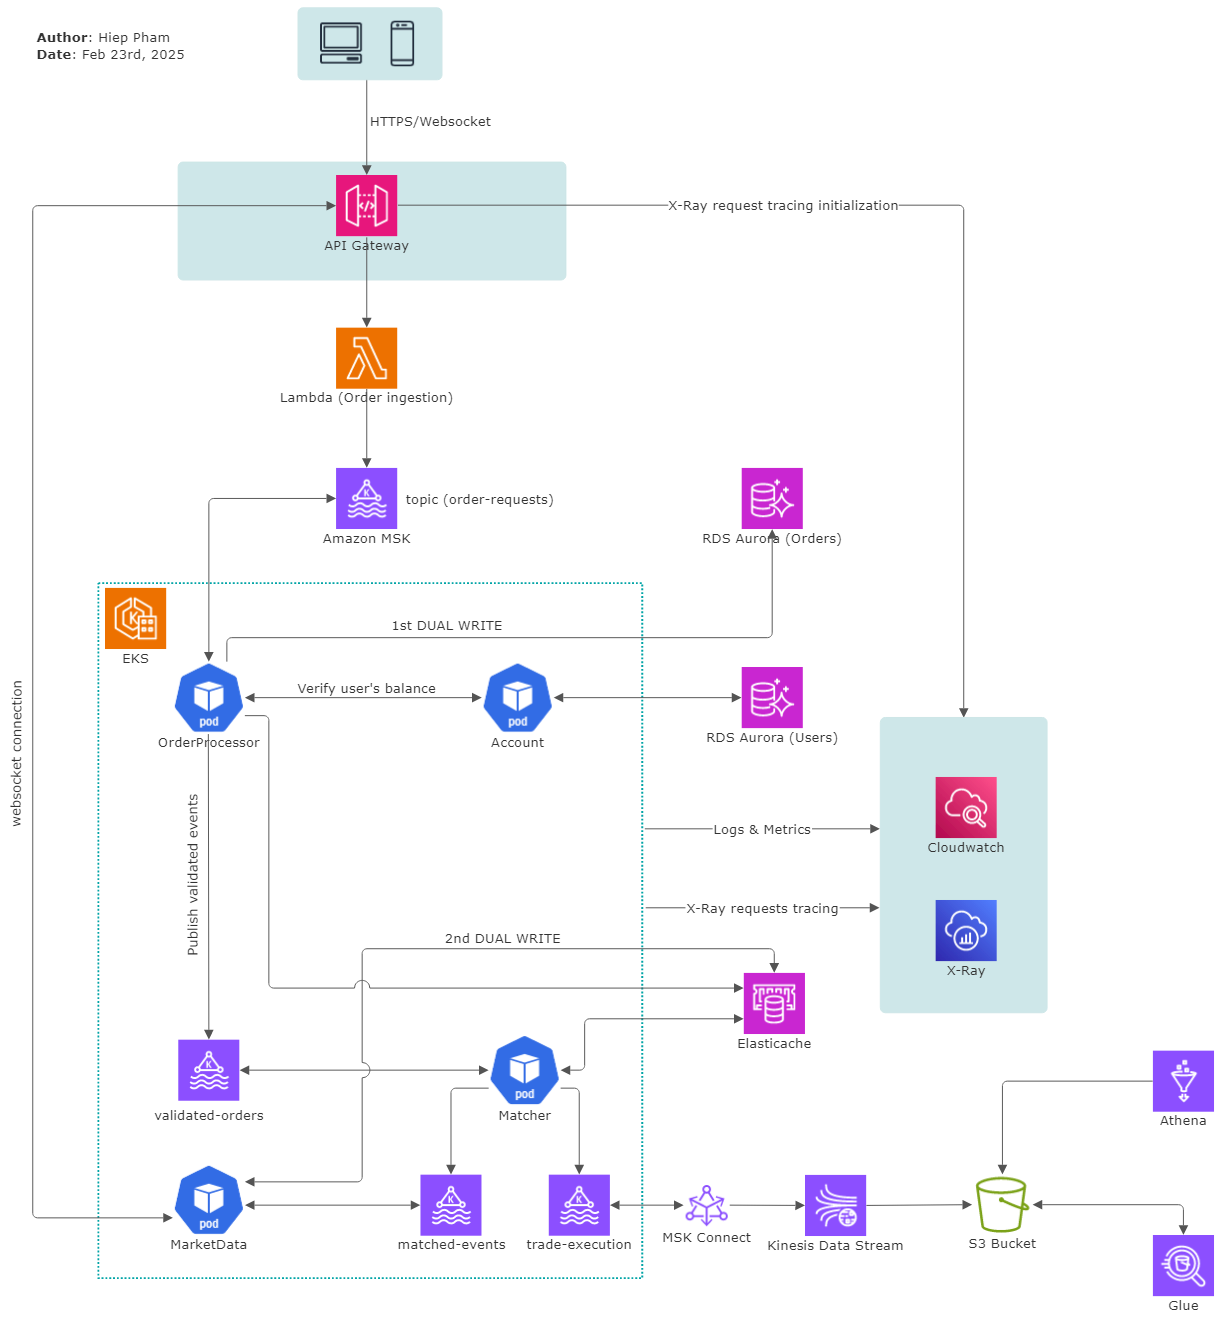 Author: Hiep Pham
Date: Feb 23rd, 2025
HTTPS/Websocket
X-Ray request tracing initialization
API Gateway
Lambda (Order ingestion)
topic (order-requests)
Amazon MSK
RDS Aurora (Orders)
EKS
1st DUAL WRITE
Verify user's balance
pod
pod
OrderProcessor
Account
RDS Aurora (Users)
websocket connection
Publish validated events
Logs & Metrics
Cloudwatch
X-Ray requests tracing
2nd DUAL WRITE
X-Ray
Elasticache
pod
validated-orders
Matcher
Athena
pod
MarketData
matched-events
trade-execution
MSK Connect
Kinesis Data Stream
S3 Bucket
Glue